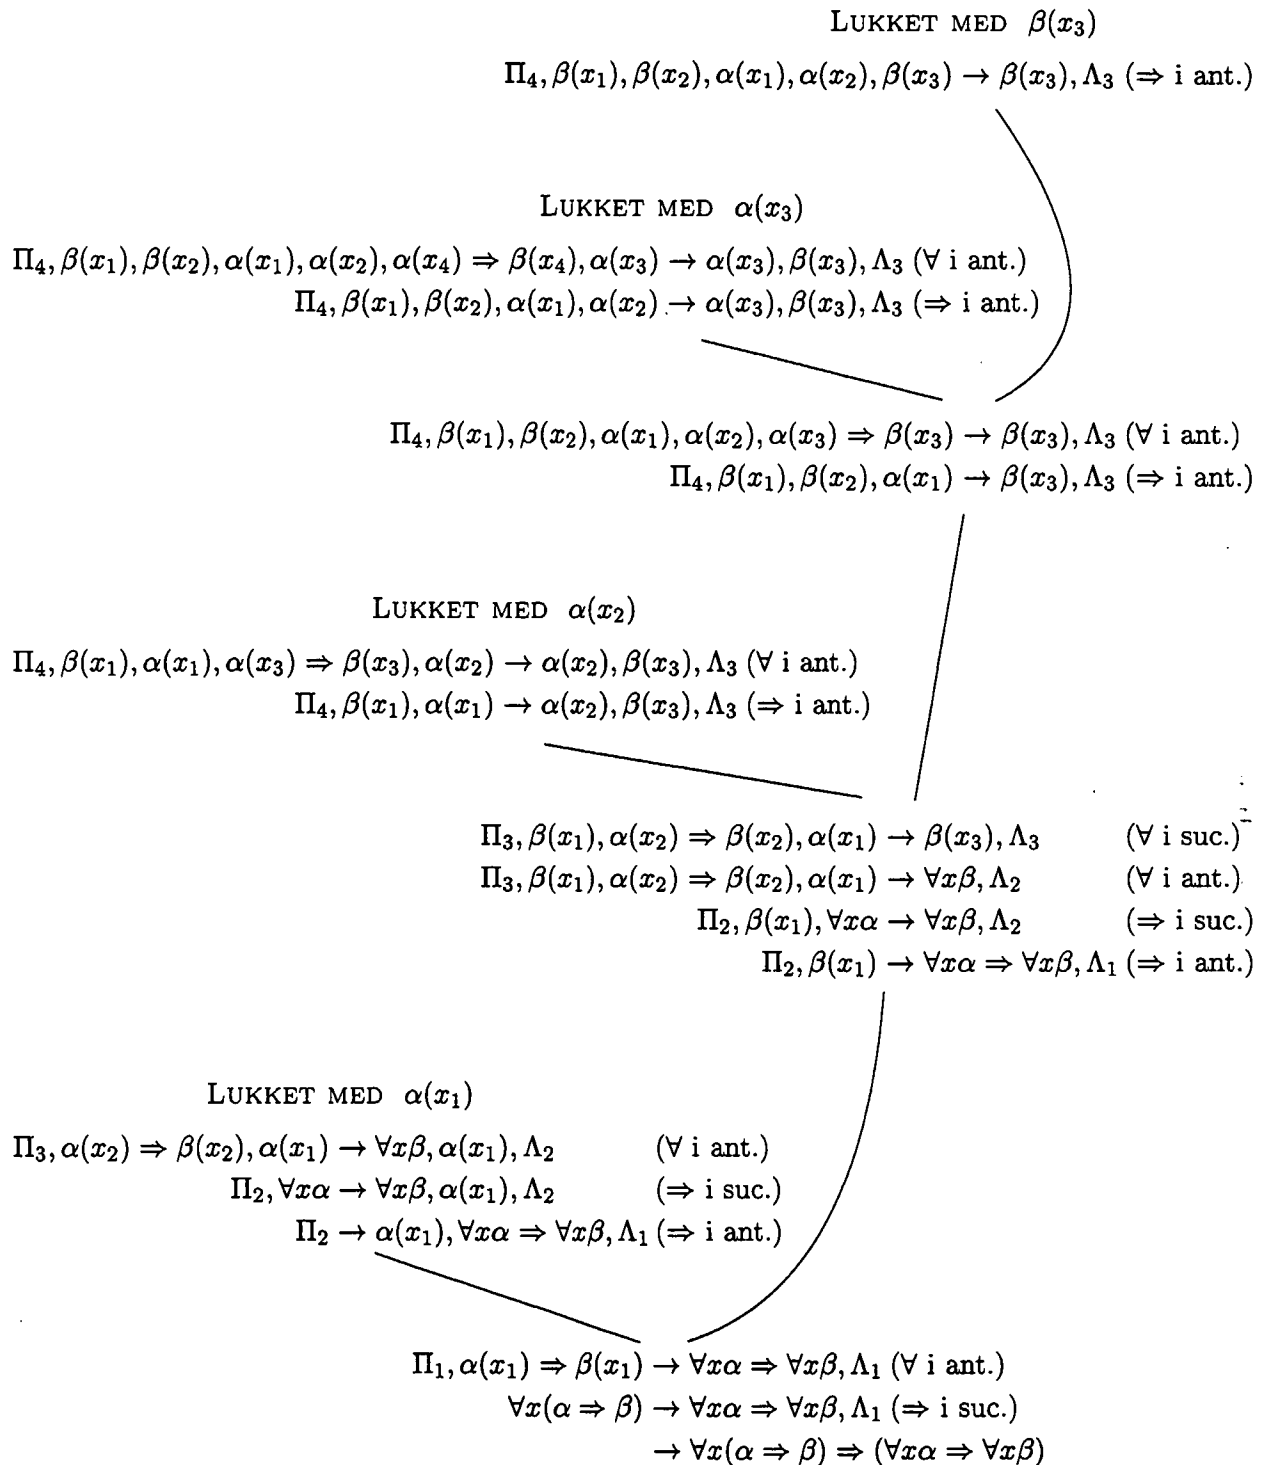 LUKKET MED β(x₃)
Π₄, β(x₁), β(x₂), α(x₁), α(x₂), β(x₃) → β(x₃), Λ₃ (⇒ i ant.)
LUKKET MED α(x₃)
Π₄, β(x₁), β(x₂), α(x₁), α(x₂), α(x₄) ⇒ β(x₄), α(x₃) → α(x₃), β(x₃), Λ₃ (∀ i ant.)
Π₄, β(x₁), β(x₂), α(x₁), α(x₂) → α(x₃), β(x₃), Λ₃ (⇒ i ant.)
Π₄, β(x₁), β(x₂), α(x₁), α(x₂), α(x₃) ⇒ β(x₃) → β(x₃), Λ₃ (∀ i ant.)
Π₄, β(x₁), β(x₂), α(x₁) → β(x₃), Λ₃ (⇒ i ant.)
LUKKET MED α(x₂)
Π₄, β(x₁), α(x₁), α(x₃) ⇒ β(x₃), α(x₂) → α(x₂), β(x₃), Λ₃ (∀ i ant.)
Π₄, β(x₁), α(x₁) → α(x₂), β(x₃), Λ₃ (⇒ i ant.)
Π₃, β(x₁), α(x₂) ⇒ β(x₂), α(x₁) → β(x₃), Λ₃ (∀ i suc.)
Π₃, β(x₁), α(x₂) ⇒ β(x₂), α(x₁) → ∀xβ, Λ₂ (∀ i ant.)
Π₂, β(x₁), ∀xα → ∀xβ, Λ₂ (⇒ i suc.)
Π₂, β(x₁) → ∀xα ⇒ ∀xβ, Λ₁ (⇒ i ant.)
LUKKET MED α(x₁)
Π₃, α(x₂) ⇒ β(x₂), α(x₁) → ∀xβ, α(x₁), Λ₂ (∀ i ant.)
Π₂, ∀xα → ∀xβ, α(x₁), Λ₂ (⇒ i suc.)
Π₂ → α(x₁), ∀xα ⇒ ∀xβ, Λ₁ (⇒ i ant.)
Π₁, α(x₁) ⇒ β(x₁) → ∀xα ⇒ ∀xβ, Λ₁ (∀ i ant.)
∀x(α ⇒ β) → ∀xα ⇒ ∀xβ, Λ₁ (⇒ i suc.)
→ ∀x(α ⇒ β) ⇒ (∀xα ⇒ ∀xβ)